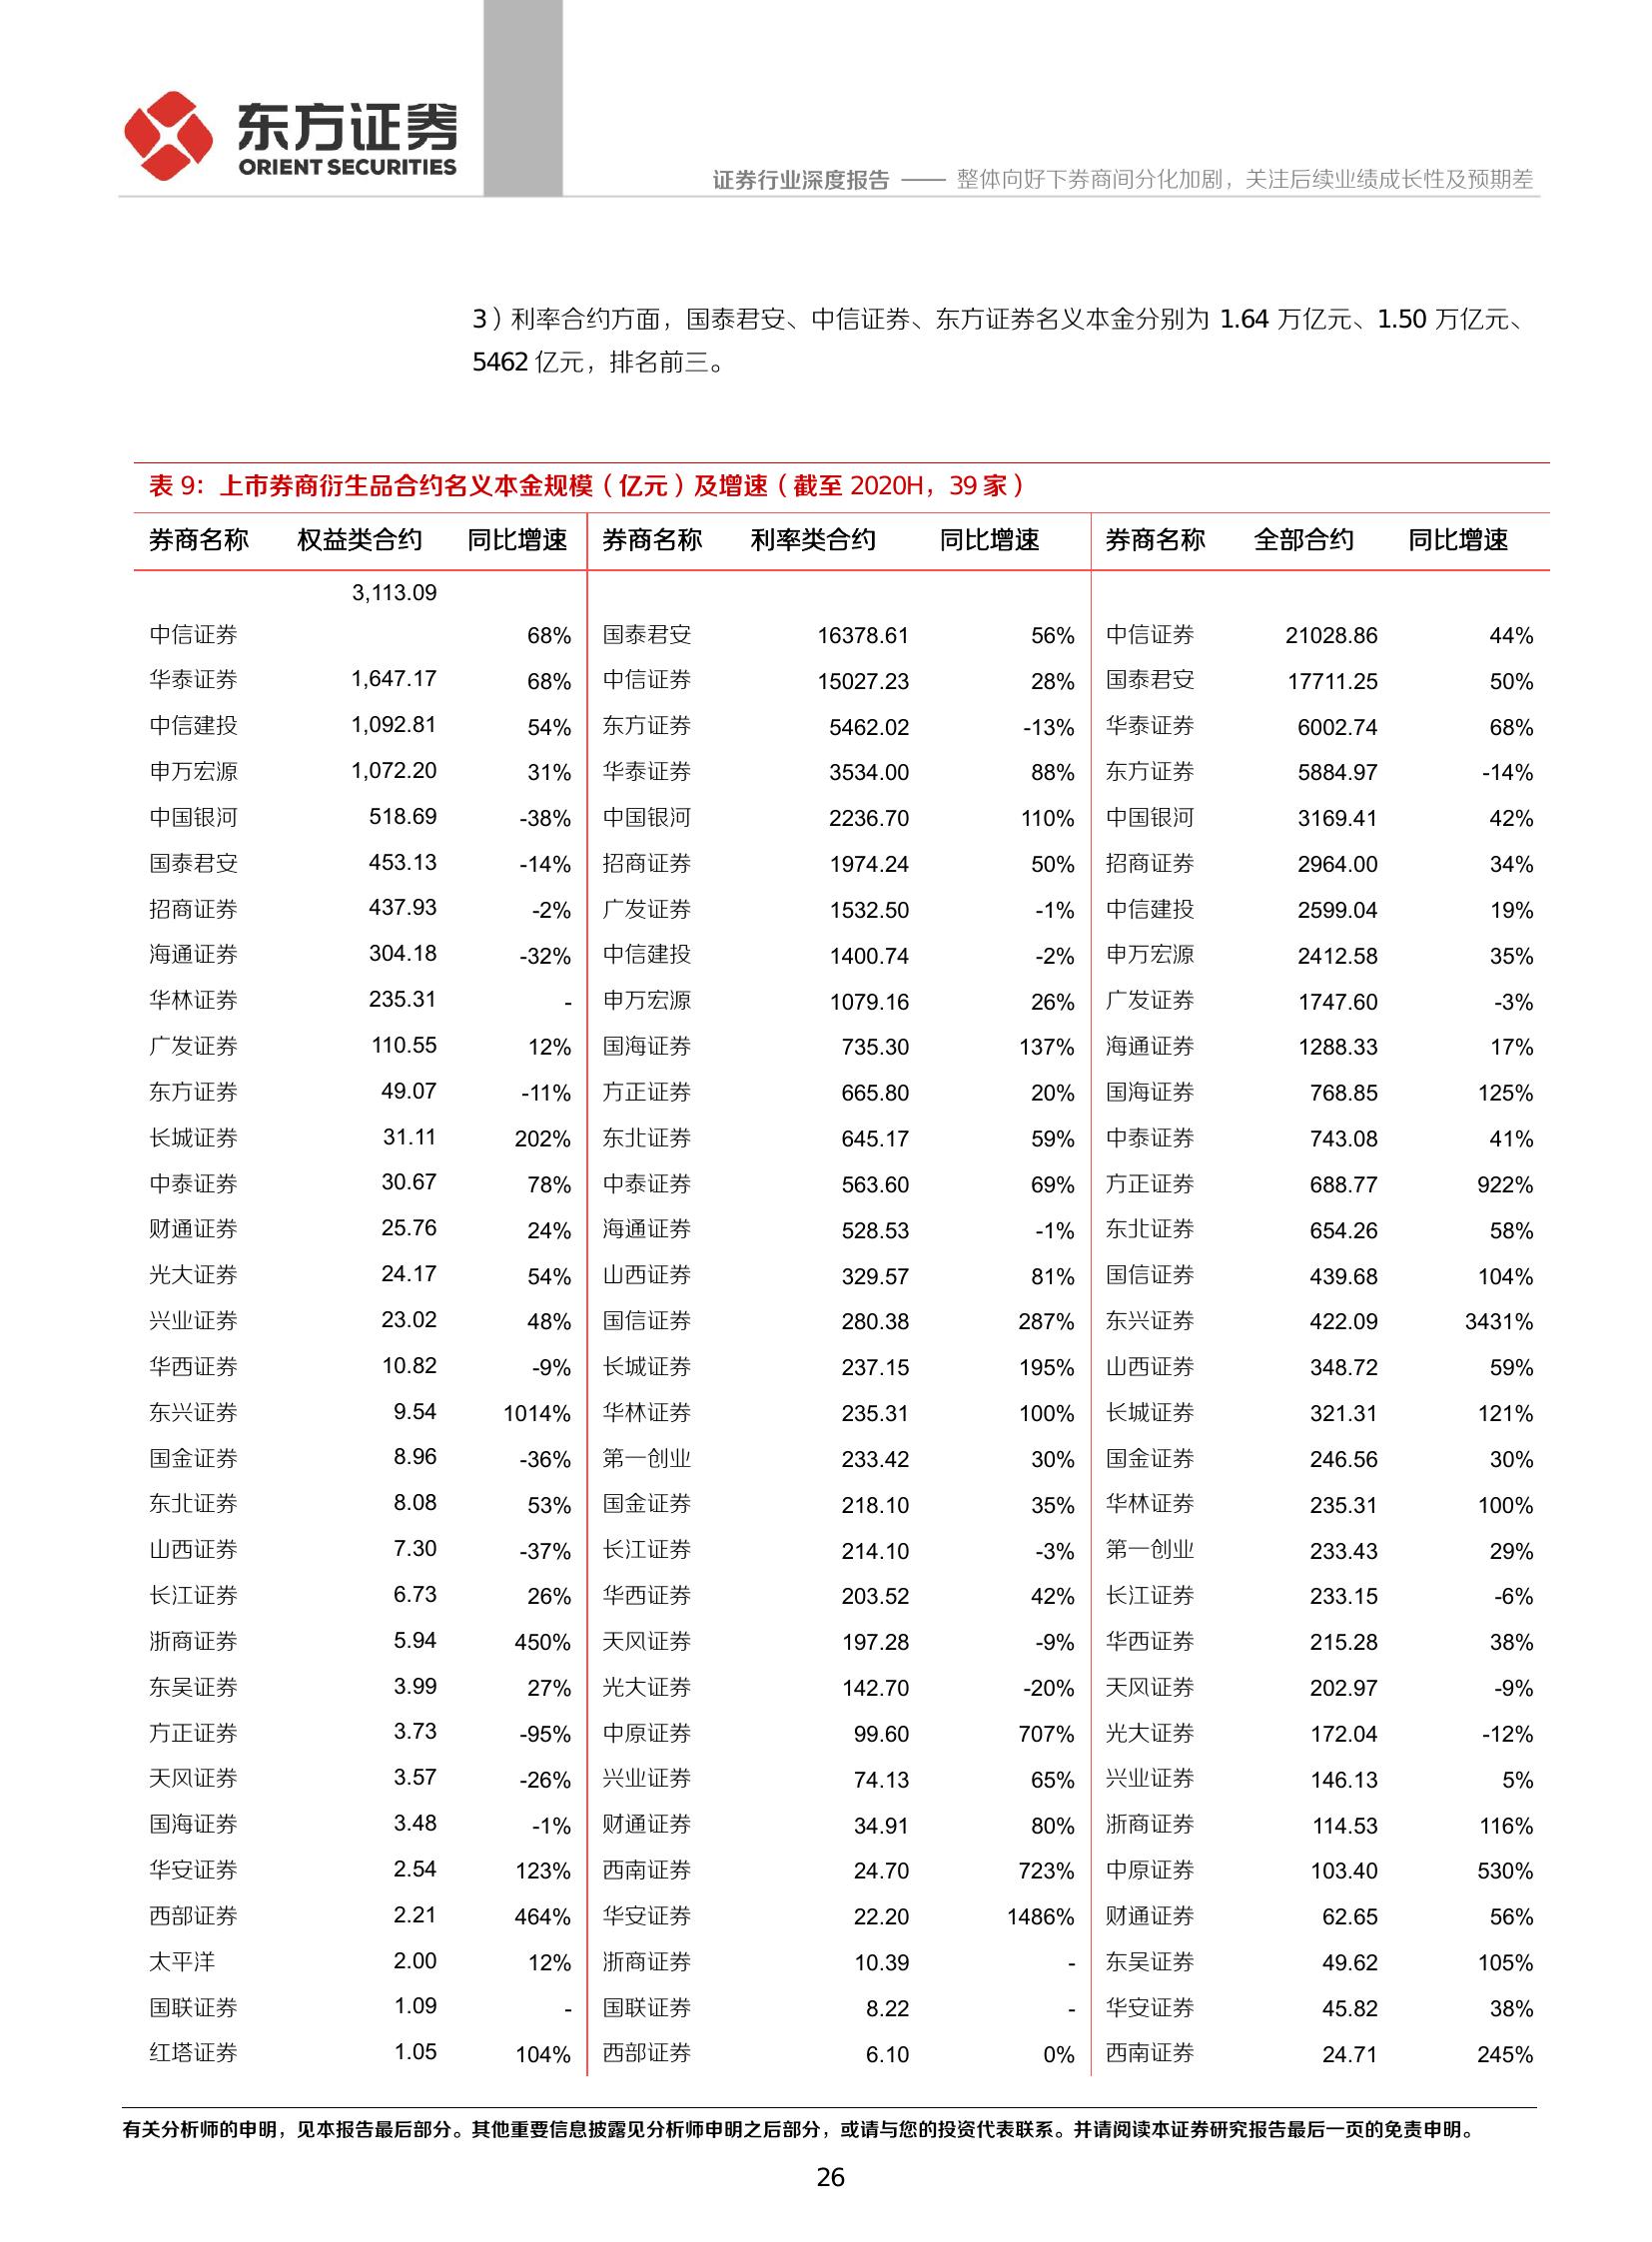 东方证券
ORIENT SECURITIES
证券行业深度报告 —— 整体向好下券商间分化加剧，关注后续业绩成长性及预期差
3）利率合约方面，国泰君安、中信证券、东方证券名义本金分别为 1.64 万亿元、1.50 万亿元、
5462 亿元，排名前三。
表 9：上市券商衍生品合约名义本金规模（亿元）及增速（截至 2020H，39 家）
券商名称 权益类合约 同比增速 券商名称 利率类合约 同比增速 券商名称 全部合约 同比增速
3,113.09
中信证券 68% 国泰君安 16378.61 56% 中信证券 21028.86 44%
华泰证券 1,647.17 68% 中信证券 15027.23 28% 国泰君安 17711.25 50%
中信建投 1,092.81 54% 东方证券 5462.02 -13% 华泰证券 6002.74 68%
申万宏源 1,072.20 31% 华泰证券 3534.00 88% 东方证券 5884.97 -14%
中国银河 518.69 -38% 中国银河 2236.70 110% 中国银河 3169.41 42%
国泰君安 453.13 -14% 招商证券 1974.24 50% 招商证券 2964.00 34%
招商证券 437.93 -2% 广发证券 1532.50 -1% 中信建投 2599.04 19%
海通证券 304.18 -32% 中信建投 1400.74 -2% 申万宏源 2412.58 35%
华林证券 235.31 - 申万宏源 1079.16 26% 广发证券 1747.60 -3%
广发证券 110.55 12% 国海证券 735.30 137% 海通证券 1288.33 17%
东方证券 49.07 -11% 方正证券 665.80 20% 国海证券 768.85 125%
长城证券 31.11 202% 东北证券 645.17 59% 中泰证券 743.08 41%
中泰证券 30.67 78% 中泰证券 563.60 69% 方正证券 688.77 922%
财通证券 25.76 24% 海通证券 528.53 -1% 东北证券 654.26 58%
光大证券 24.17 54% 山西证券 329.57 81% 国信证券 439.68 104%
兴业证券 23.02 48% 国信证券 280.38 287% 东兴证券 422.09 3431%
华西证券 10.82 -9% 长城证券 237.15 195% 山西证券 348.72 59%
东兴证券 9.54 1014% 华林证券 235.31 100% 长城证券 321.31 121%
国金证券 8.96 -36% 第一创业 233.42 30% 国金证券 246.56 30%
东北证券 8.08 53% 国金证券 218.10 35% 华林证券 235.31 100%
山西证券 7.30 -37% 长江证券 214.10 -3% 第一创业 233.43 29%
长江证券 6.73 26% 华西证券 203.52 42% 长江证券 233.15 -6%
浙商证券 5.94 450% 天风证券 197.28 -9% 华西证券 215.28 38%
东吴证券 3.99 27% 光大证券 142.70 -20% 天风证券 202.97 -9%
方正证券 3.73 -95% 中原证券 99.60 707% 光大证券 172.04 -12%
天风证券 3.57 -26% 兴业证券 74.13 65% 兴业证券 146.13 5%
国海证券 3.48 -1% 财通证券 34.91 80% 浙商证券 114.53 116%
华安证券 2.54 123% 西南证券 24.70 723% 中原证券 103.40 530%
西部证券 2.21 464% 华安证券 22.20 1486% 财通证券 62.65 56%
太平洋 2.00 12% 浙商证券 10.39 - 东吴证券 49.62 105%
国联证券 1.09 - 国联证券 8.22 - 华安证券 45.82 38%
红塔证券 1.05 104% 西部证券 6.10 0% 西南证券 24.71 245%
有关分析师的申明，见本报告最后部分。其他重要信息披露见分析师申明之后部分，或请与您的投资代表联系。并请阅读本证券研究报告最后一页的免责申明。
26